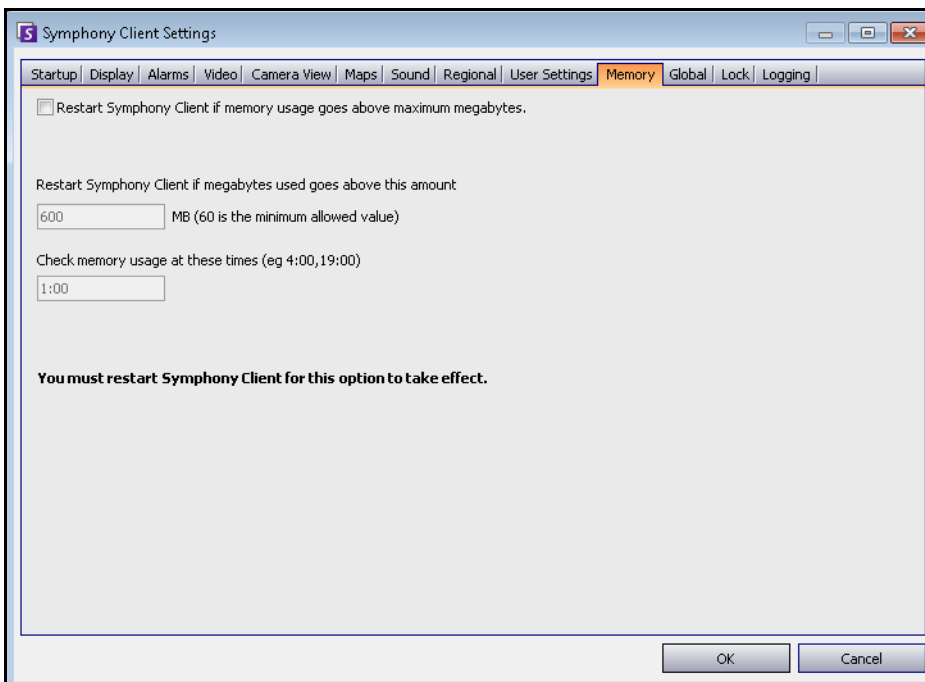 Symphony Client Settings
Startup Display Alarms Video Camera View Maps Sound Regional User Settings Memory Global Lock Logging
Restart Symphony Client if memory usage goes above maximum megabytes.
Restart Symphony Client if megabytes used goes above this amount
600 MB (60 is the minimum allowed value)
Check memory usage at these times (eg 4:00,19:00)
1:00
You must restart Symphony Client for this option to take effect.
OK Cancel